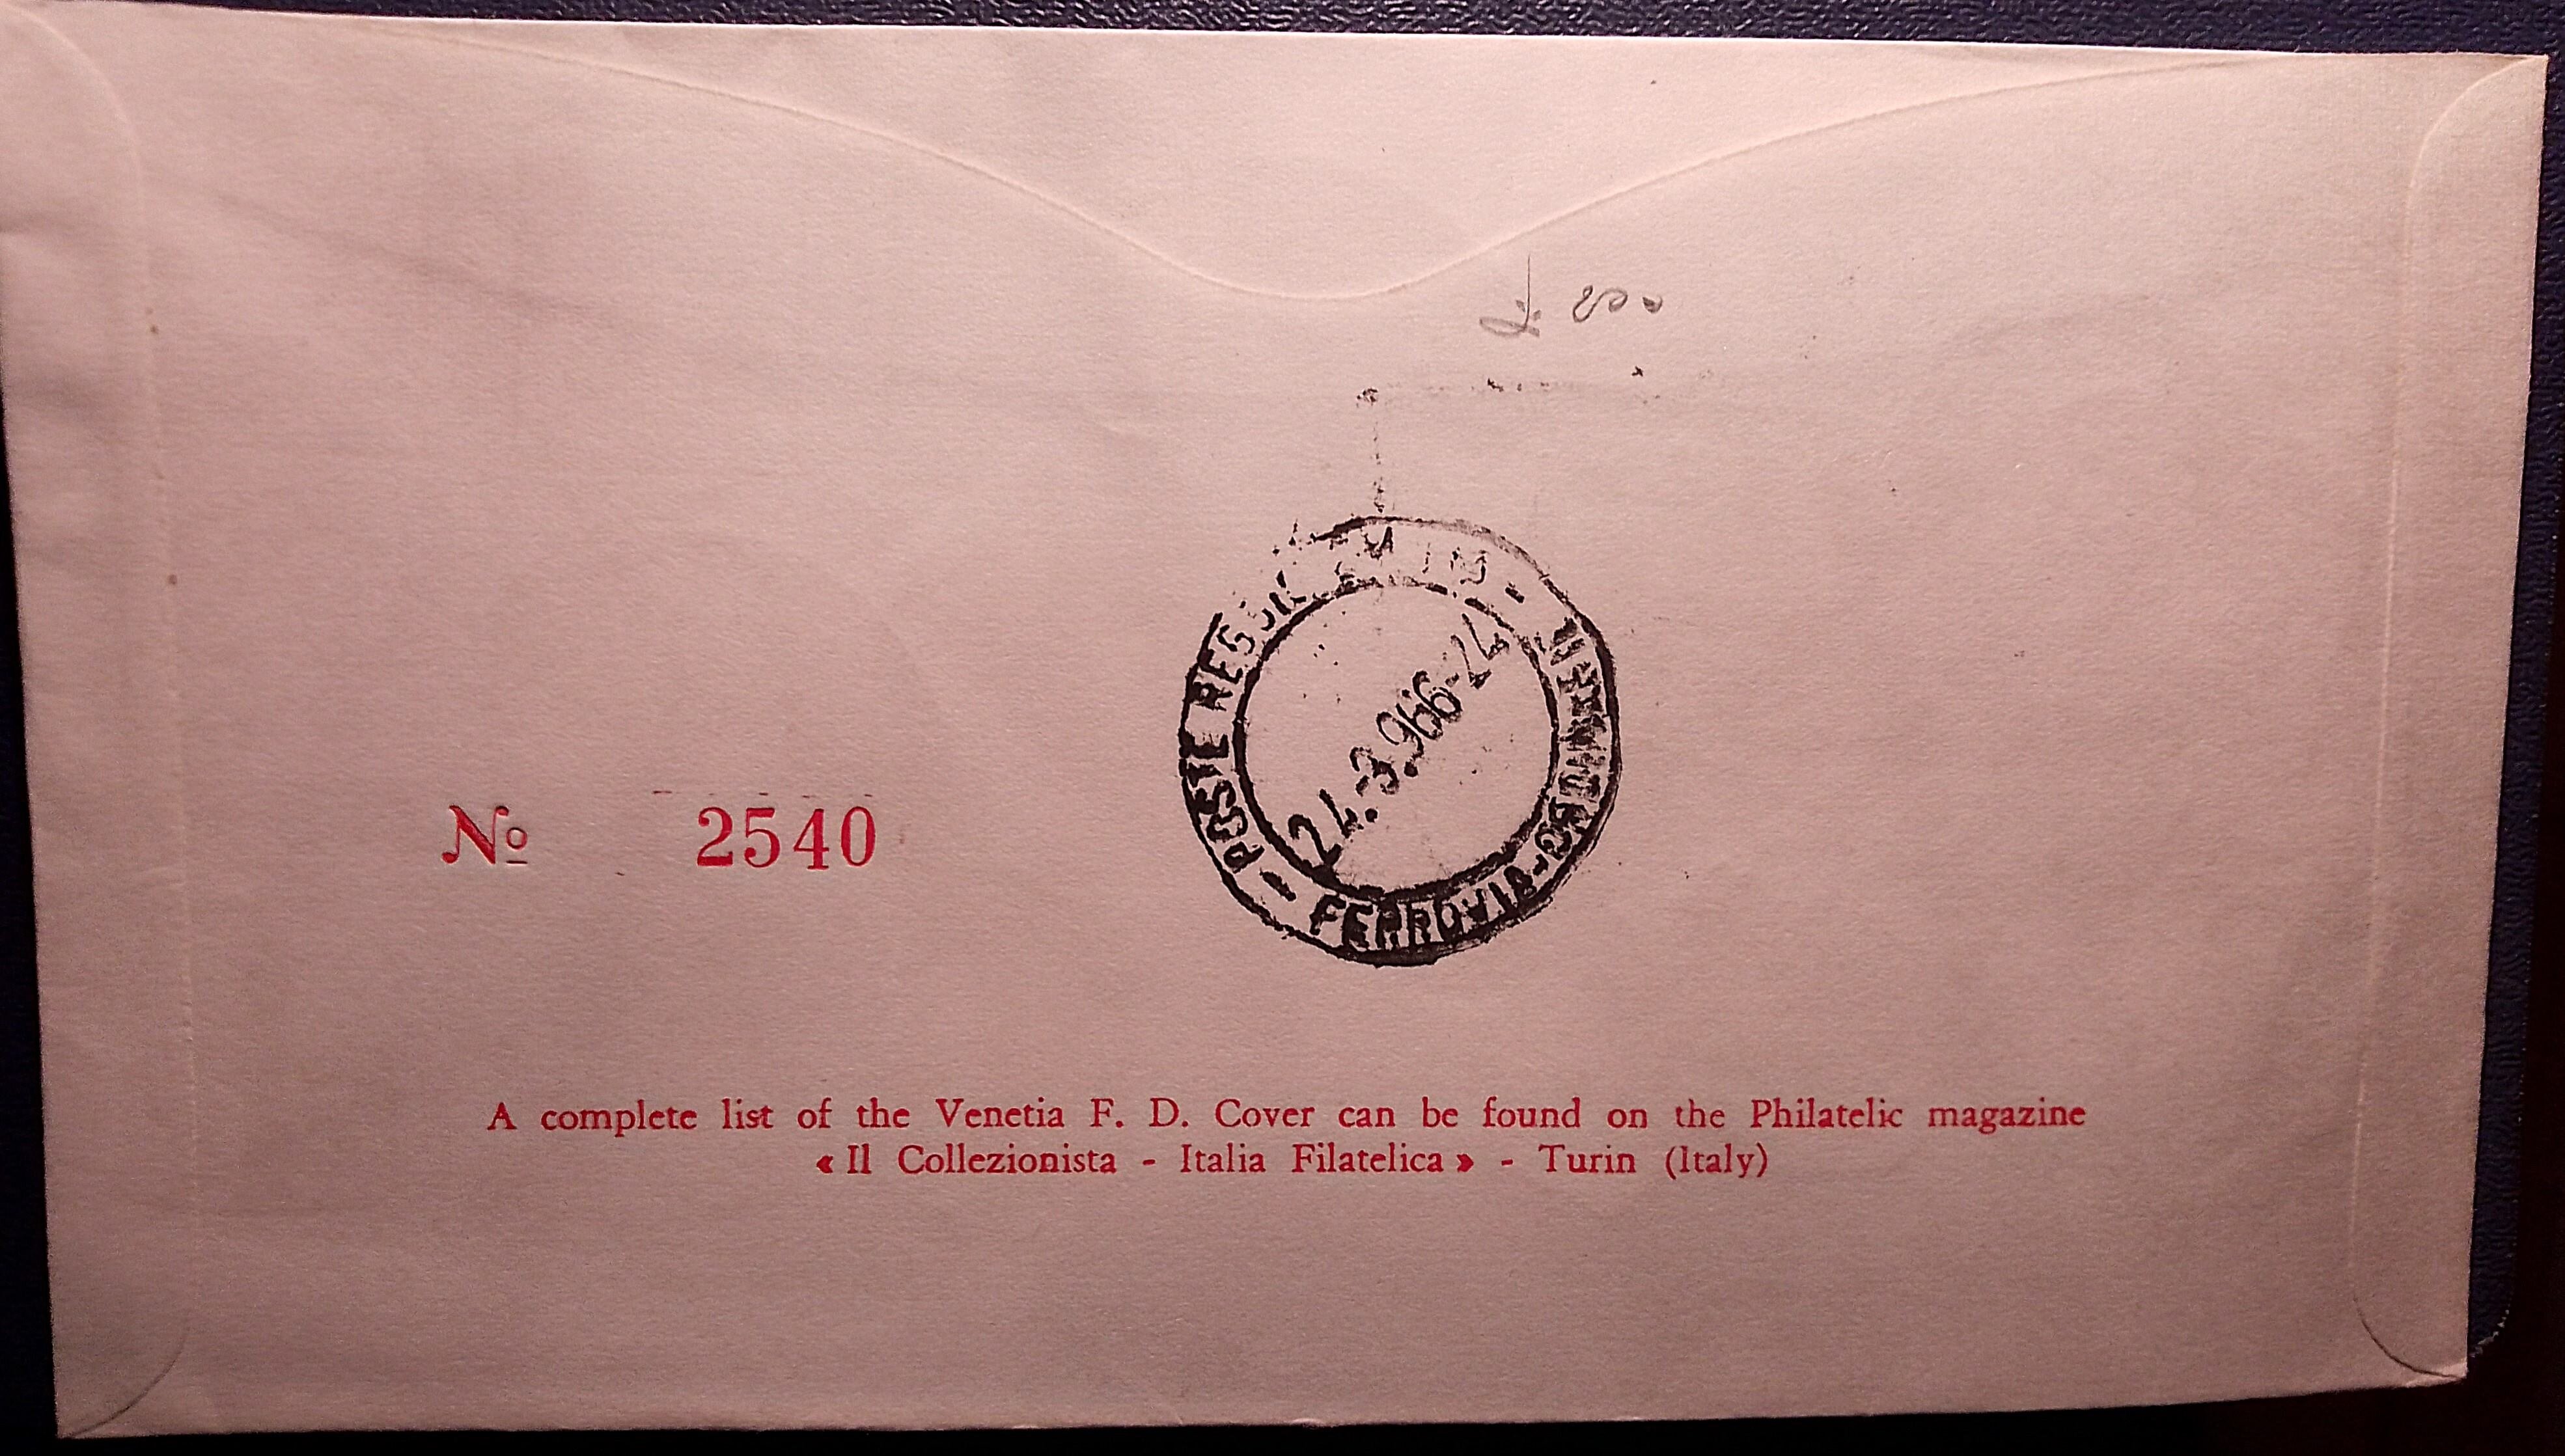 POSTE REGGIO
24.-3.966-24
FERROVIA-
No 2540
A complete list of the Venetia F. D. Cover can be found on the Philatelic magazine
« Il Collezionista - Italia Filatelica » - Turin (Italy)